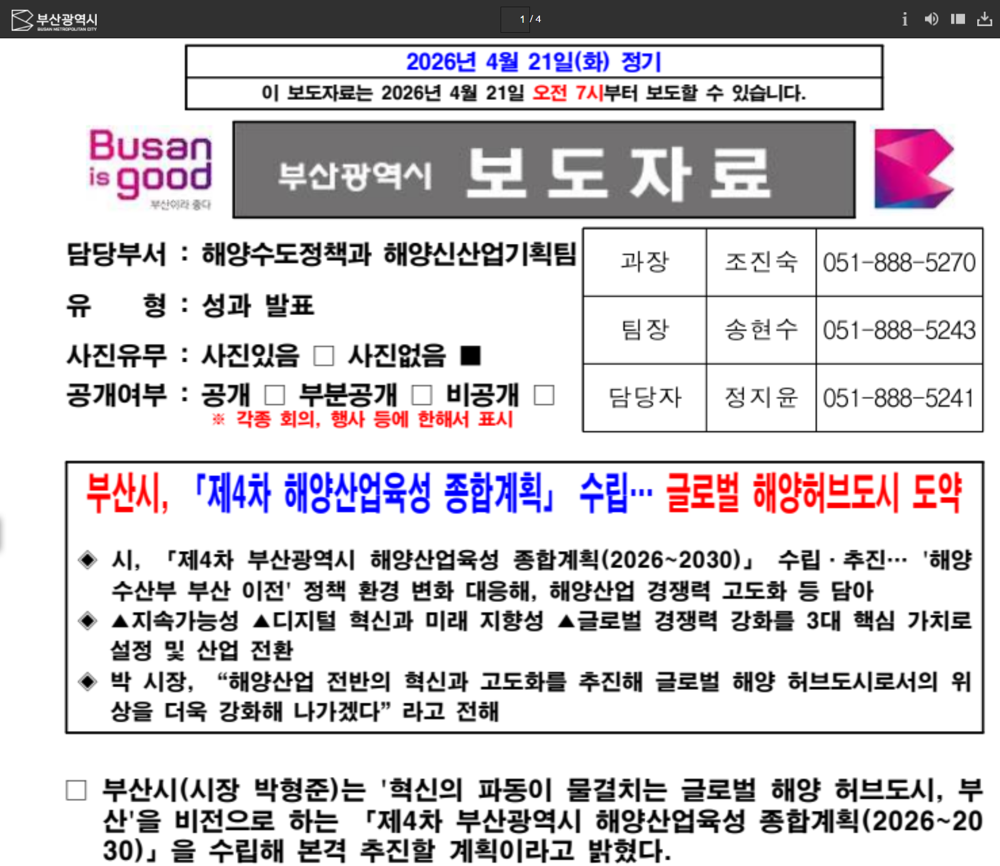 부산광역시
BUSAN METROPOLITAN CITY
1 / 4
2026년 4월 21일(화) 정기
이 보도자료는 2026년 4월 21일 오전 7시부터 보도할 수 있습니다.
Busan
is good
부산이라 좋다
부산광역시 보도자료
담당부서 : 해양수도정책과 해양신산업기획팀
유 형 : 성과 발표
사진유무 : 사진있음 □ 사진없음 ■
공개여부 : 공개 □ 부분공개 □ 비공개 □
※ 각종 회의, 행사 등에 한해서 표시
과장 조진숙 051-888-5270
팀장 송현수 051-888-5243
담당자 정지윤 051-888-5241
부산시, 「제4차 해양산업육성 종합계획」 수립… 글로벌 해양허브도시 도약
◈ 시, 「제4차 부산광역시 해양산업육성 종합계획(2026~2030)」 수립·추진… '해양
수산부 부산 이전' 정책 환경 변화 대응해, 해양산업 경쟁력 고도화 등 담아
◈ ▲지속가능성 ▲디지털 혁신과 미래 지향성 ▲글로벌 경쟁력 강화를 3대 핵심 가치로
설정 및 산업 전환
◈ 박 시장, “해양산업 전반의 혁신과 고도화를 추진해 글로벌 해양 허브도시로서의 위
상을 더욱 강화해 나가겠다” 라고 전해
□ 부산시(시장 박형준)는 '혁신의 파동이 물결치는 글로벌 해양 허브도시, 부
산'을 비전으로 하는 「제4차 부산광역시 해양산업육성 종합계획(2026~20
30)」을 수립해 본격 추진할 계획이라고 밝혔다.